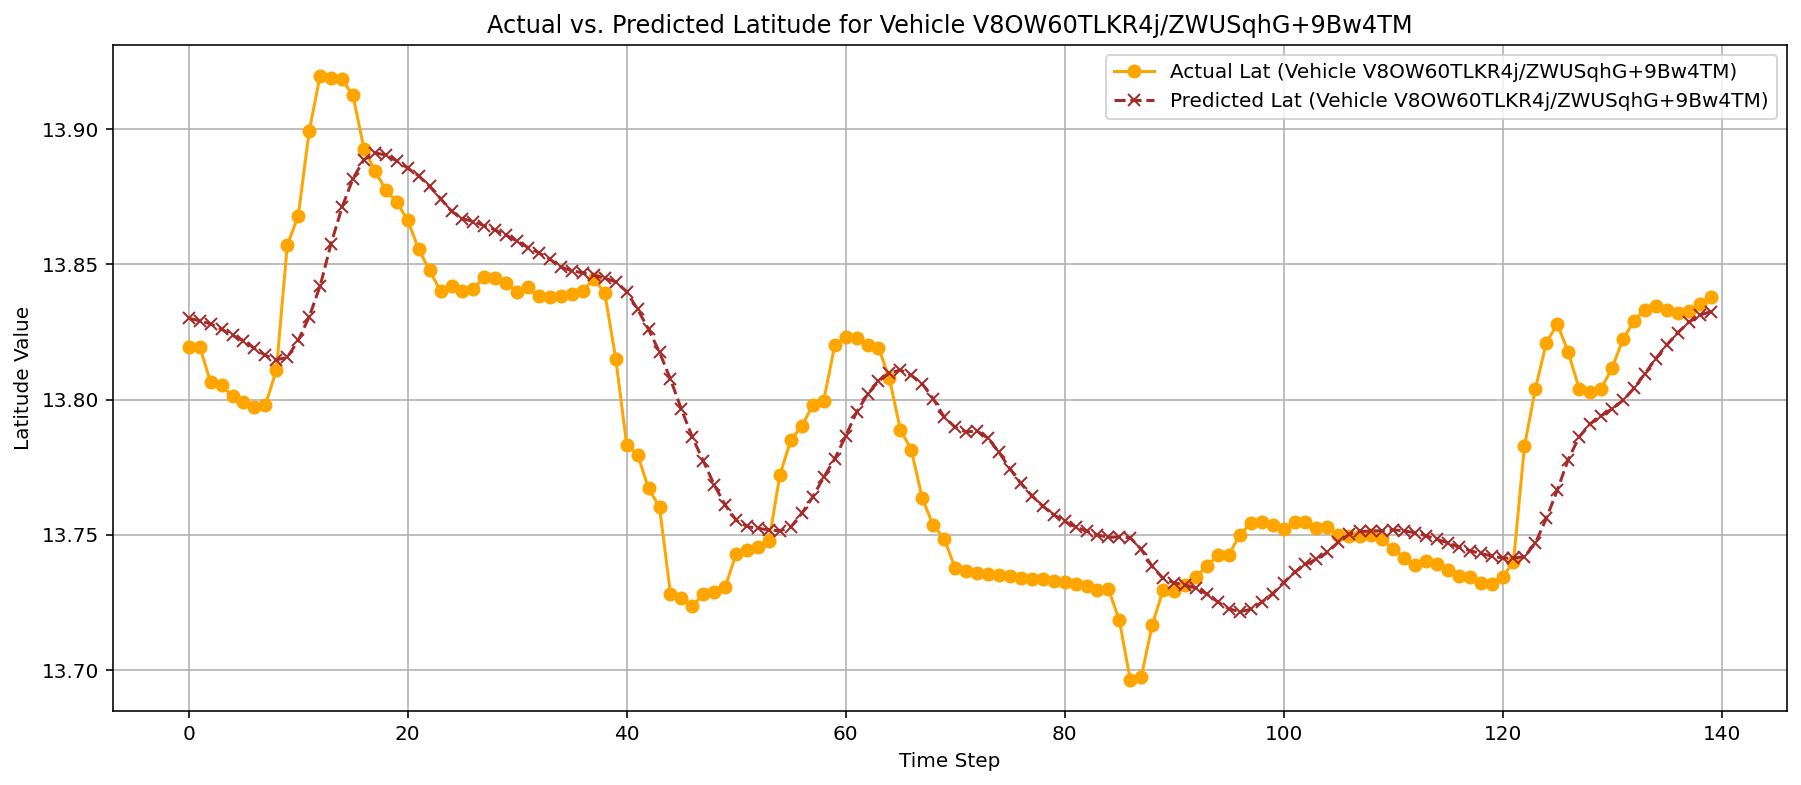 Actual vs. Predicted Latitude for Vehicle V8OW60TLKR4j/ZWUSqhG+9Bw4TM
Actual Lat (Vehicle V8OW60TLKR4j/ZWUSqhG+9Bw4TM)
Predicted Lat (Vehicle V8OW60TLKR4j/ZWUSqhG+9Bw4TM)
Latitude Value
13.90
13.85
13.80
13.75
13.70
0 20 40 60 80 100 120 140
Time Step